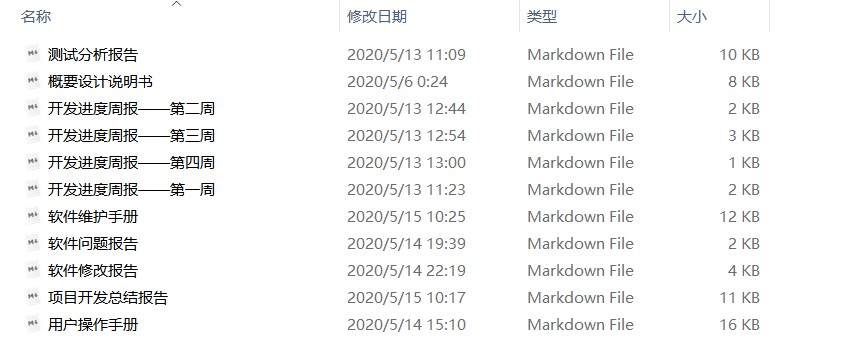 名称 修改日期 类型 大小
测试分析报告 2020/5/13 11:09 Markdown File 10 KB
概要设计说明书 2020/5/6 0:24 Markdown File 8 KB
开发进度周报——第二周 2020/5/13 12:44 Markdown File 2 KB
开发进度周报——第三周 2020/5/13 12:54 Markdown File 3 KB
开发进度周报——第四周 2020/5/13 13:00 Markdown File 1 KB
开发进度周报——第一周 2020/5/13 11:23 Markdown File 2 KB
软件维护手册 2020/5/15 10:25 Markdown File 12 KB
软件问题报告 2020/5/14 19:39 Markdown File 2 KB
软件修改报告 2020/5/14 22:19 Markdown File 4 KB
项目开发总结报告 2020/5/15 10:17 Markdown File 11 KB
用户操作手册 2020/5/14 15:10 Markdown File 16 KB